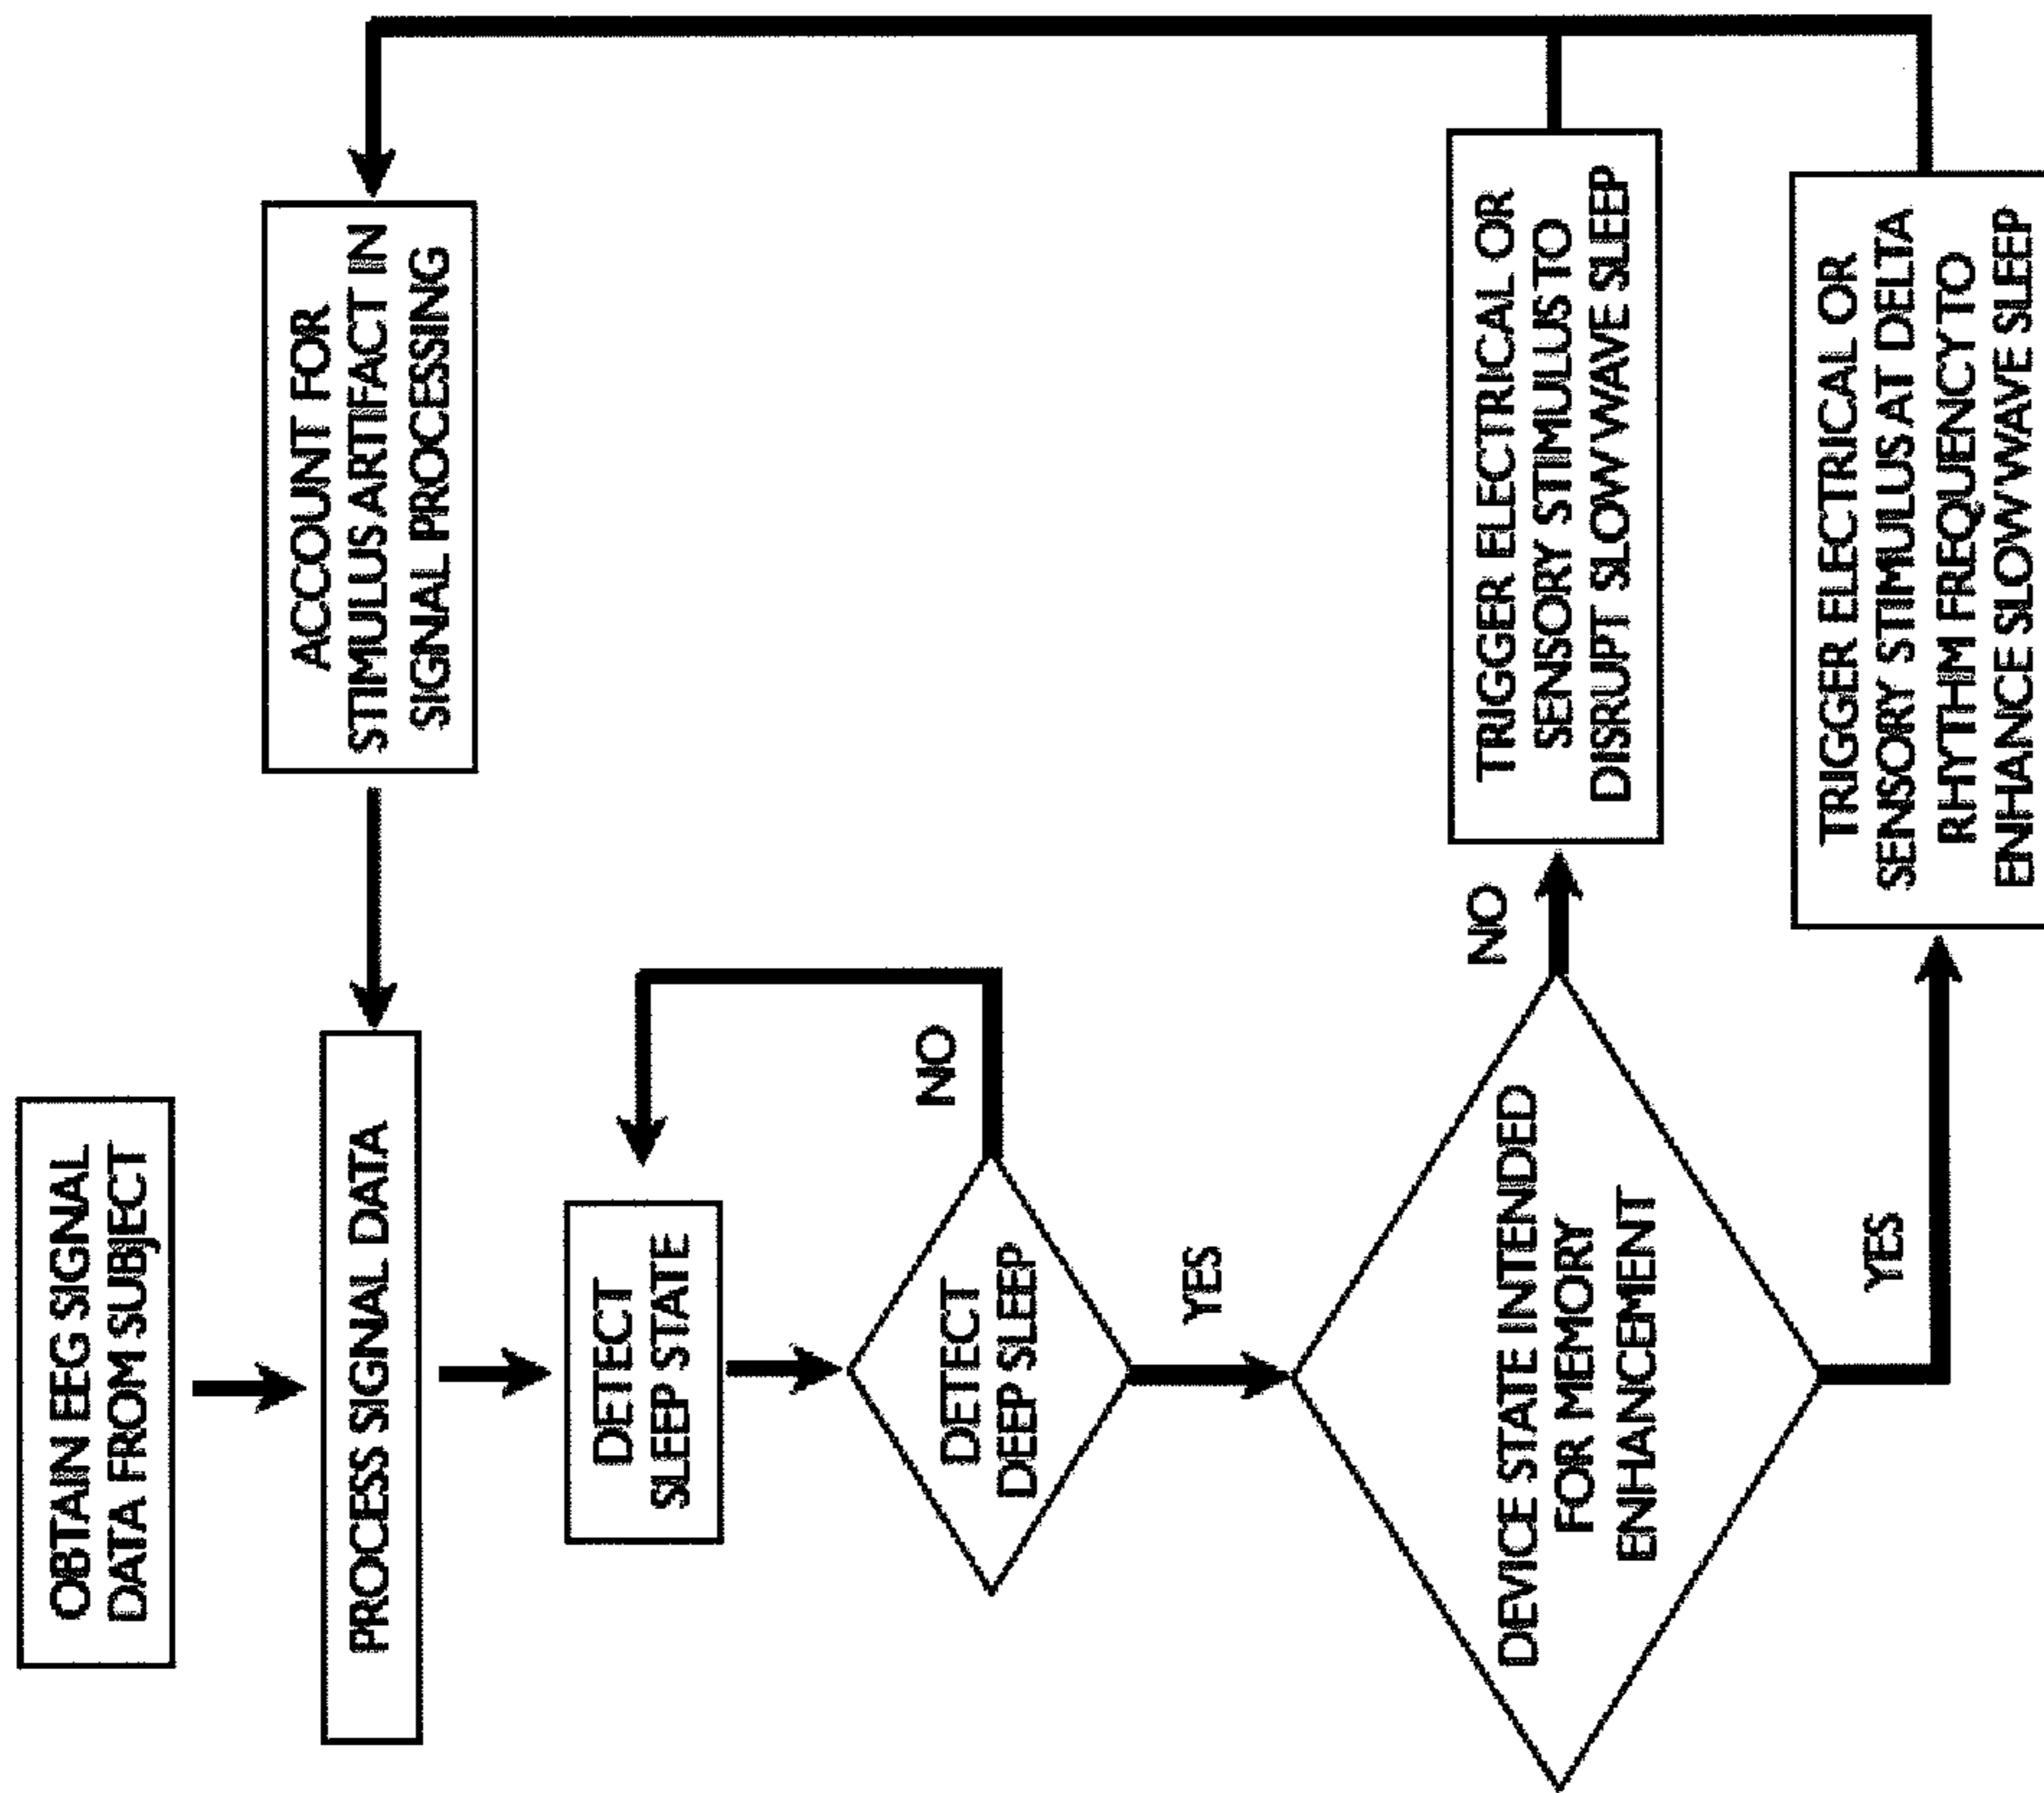 OBTAIN EEG SIGNAL
DATA FROM SUBJECT
PROCESS SIGNAL DATA
ACCOUNT FOR
STIMULUS ARTIFACT IN
SIGNAL PROCESSING
DETECT
SLEEP STATE
DETECT
DEEP SLEEP
NO
YES
DEVICE STATE INTENDED
FOR MEMORY
ENHANCEMENT
NO
TRIGGER ELECTRICAL OR
SENSORY STIMULUS TO
DISRUPT SLOW WAVE SLEEP
YES
TRIGGER ELECTRICAL OR
SENSORY STIMULUS AT DELTA
RHYTHM FREQUENCY TO
ENHANCE SLOW WAVE SLEEP